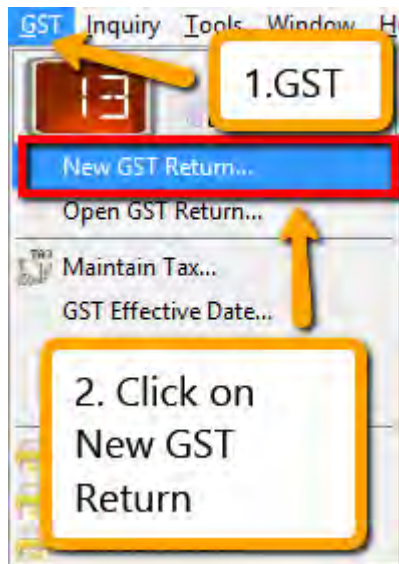 GST Inquiry Tools Window H
1.GST
13
New GST Return...
Open GST Return...
Maintain Tax...
GST Effective Date...
2. Click on
New GST
Return